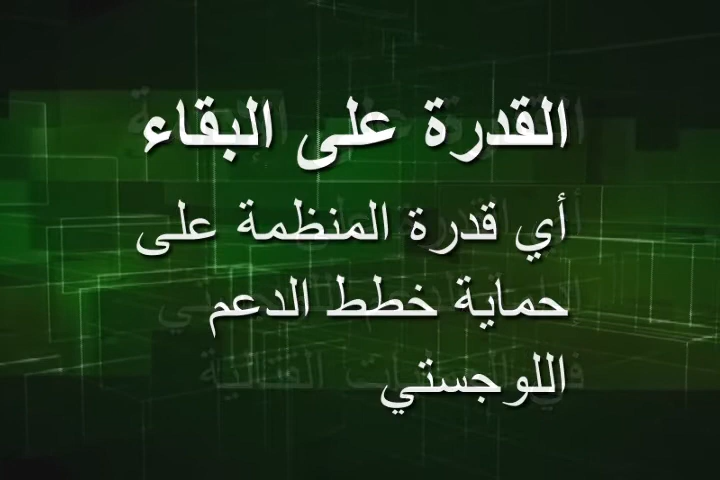 القدرة على البقاء
أي قدرة المنظمة على
حماية خطط الدعم
اللوجستي